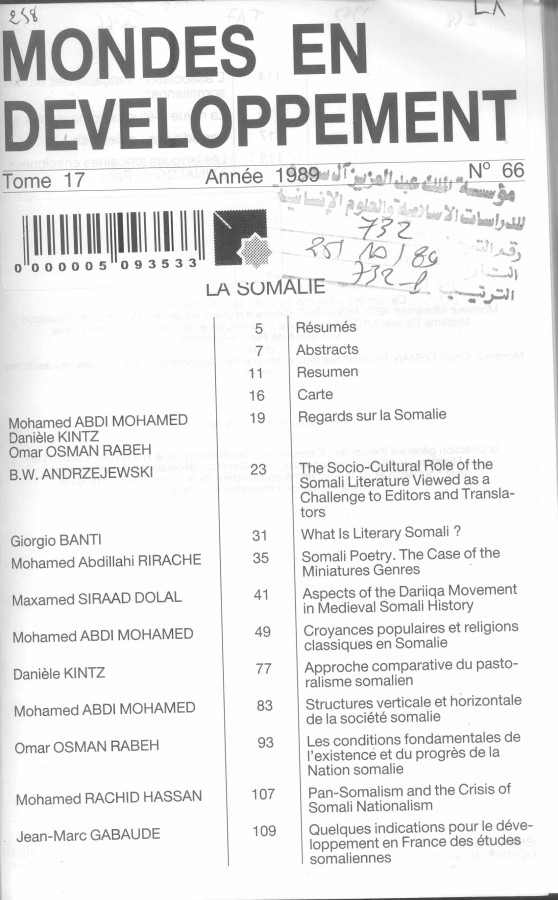 258
MONDES EN
DEVELOPPEMENT
Tome 17 Année 1989 N° 66
مؤسسة الملك عبد العزيز آل سعود
للدراسات الاسلامية والعلوم الإنسانية
732
25/10/89
الترتيب
0 000005 093533
LA SOMALIE
5 Résumés
7 Abstracts
11 Resumen
16 Carte
Mohamed ABDI MOHAMED 19 Regards sur la Somalie
Danièle KINTZ
Omar OSMAN RABEH
B.W. ANDRZEJEWSKI 23 The Socio-Cultural Role of the
Somali Literature Viewed as a
Challenge to Editors and Transla-
tors
Giorgio BANTI 31 What Is Literary Somali ?
Mohamed Abdillahi RIRACHE 35 Somali Poetry. The Case of the
Miniatures Genres
Maxamed SIRAAD DOLAL 41 Aspects of the Dariiqa Movement
in Medieval Somali History
Mohamed ABDI MOHAMED 49 Croyances populaires et religions
classiques en Somalie
Danièle KINTZ 77 Approche comparative du pasto-
ralisme somalien
Mohamed ABDI MOHAMED 83 Structures verticale et horizontale
de la société somalie
Omar OSMAN RABEH 93 Les conditions fondamentales de
l'existence et du progrès de la
Nation somalie
Mohamed RACHID HASSAN 107 Pan-Somalism and the Crisis of
Somali Nationalism
Jean-Marc GABAUDE 109 Quelques indications pour le déve-
loppement en France des études
somaliennes